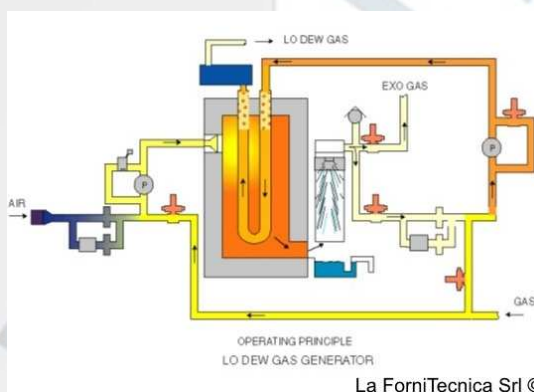 LO DEW GAS
EXO GAS
P
P
AIR
GAS
OPERATING PRINCIPLE
LO DEW GAS GENERATOR
La ForniTecnica Srl ©